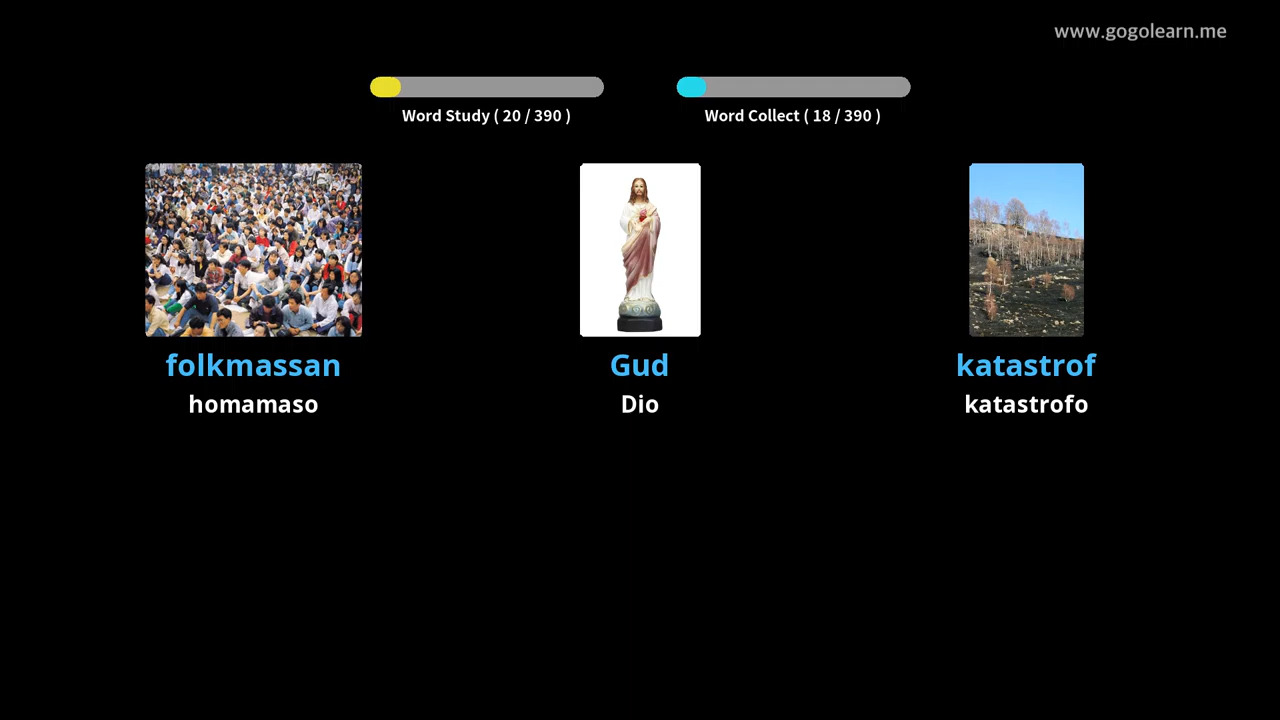 www.gogolearn.me
Word Study ( 20 / 390 )
Word Collect ( 18 / 390 )
folkmassan
homamaso
Gud
Dio
katastrof
katastrofo